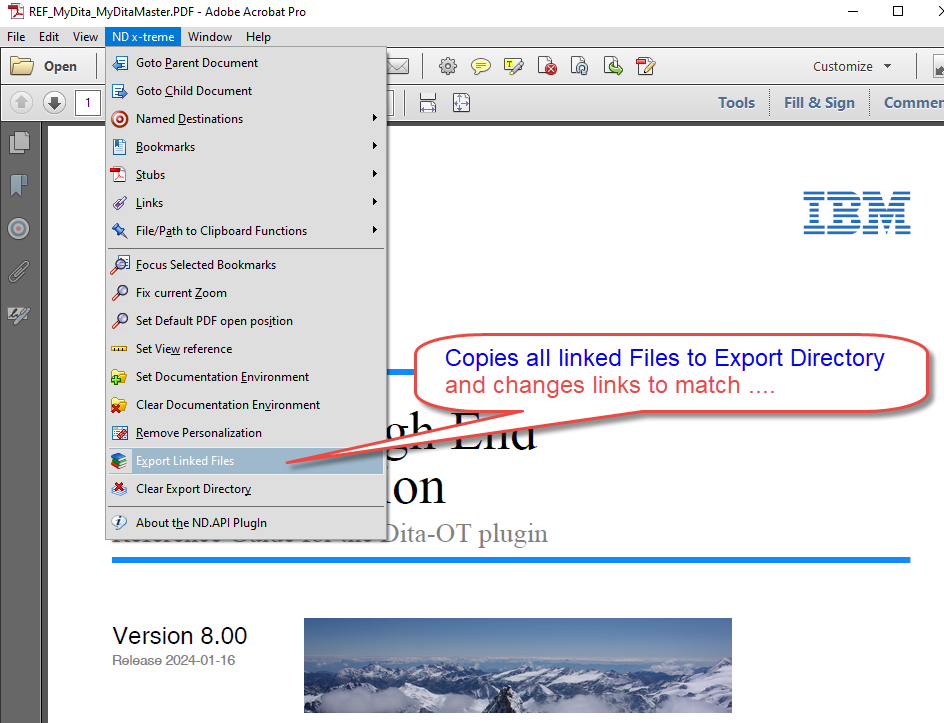 REF_MyDita_MyDitaMaster.PDF - Adobe Acrobat Pro
File Edit View ND x-treme Window Help
Open
Customize
1
Tools Fill & Sign
Goto Parent Document
Goto Child Document
Named Destinations
Bookmarks
Stubs
Links
File/Path to Clipboard Functions
Focus Selected Bookmarks
Fix current Zoom
Set Default PDF open position
Set View reference
Set Documentation Environment
Clear Documentation Environment
Remove Personalization
Export Linked Files
Clear Export Directory
About the ND.API PlugIn
IBM
Copies all linked Files to Export Directory
and changes links to match ....
gh End
ion
Reference Guide for the Dita-OT plugin
Version 8.00
Release 2024-01-16